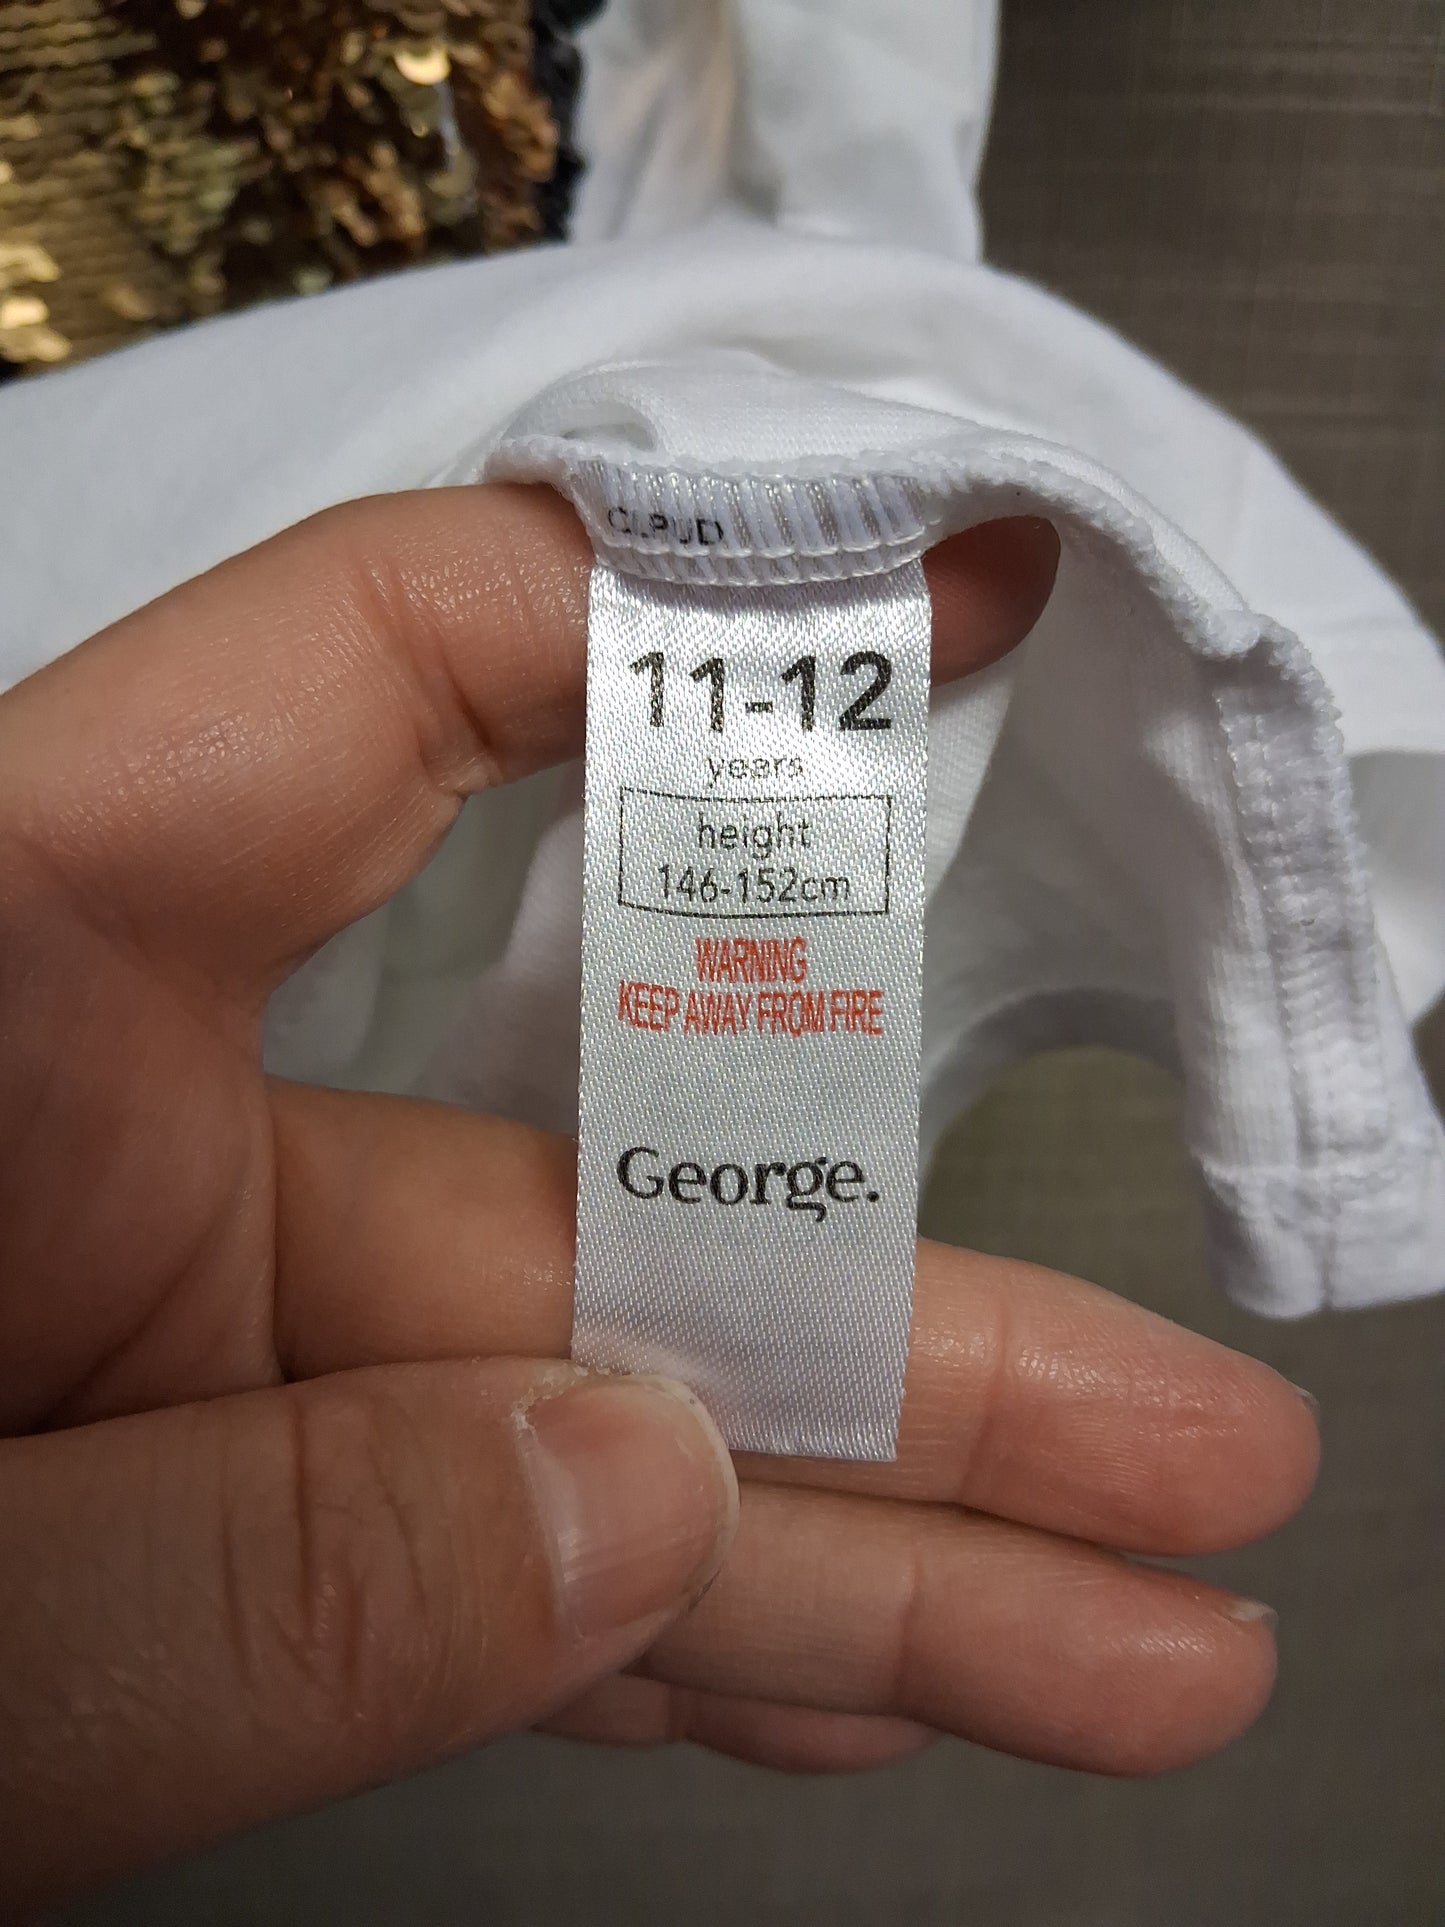 11-12
years
height
146-152cm
WARNING
KEEP AWAY FROM FIRE
George.